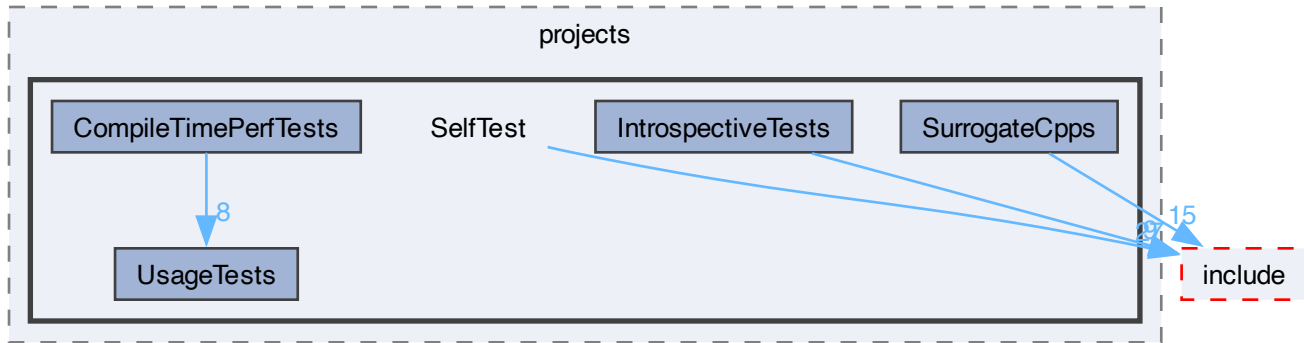 projects
CompileTimePerfTests
SelfTest
IntrospectiveTests
SurrogateCpps
8
15
UsageTests
include